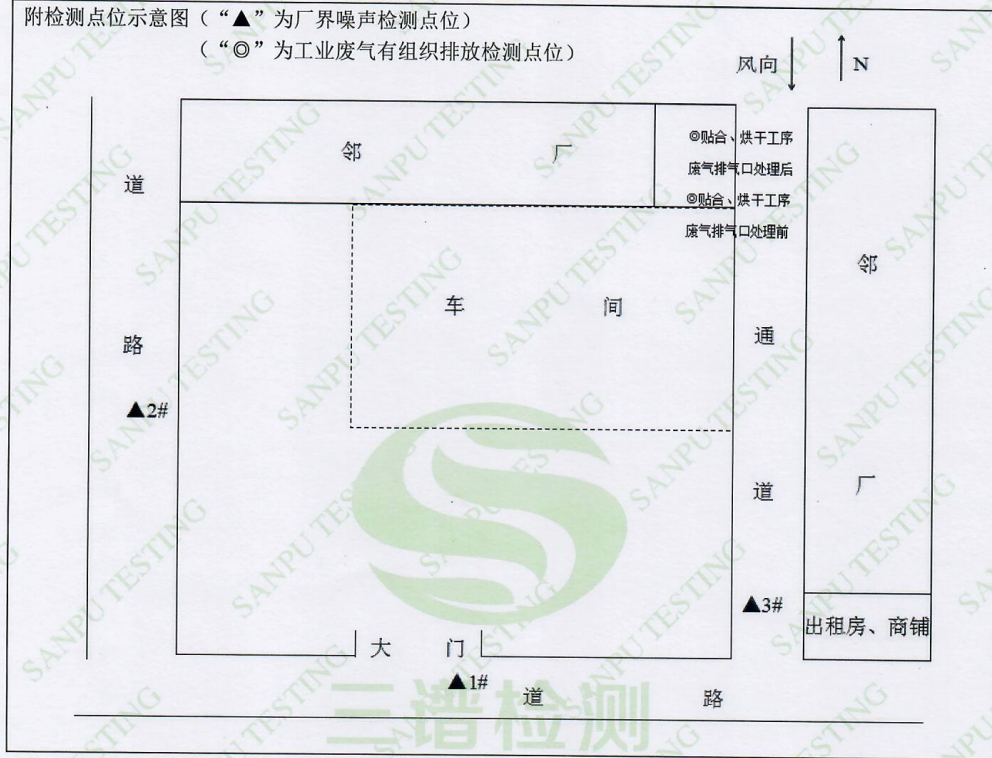 附检测点位示意图（“▲”为厂界噪声检测点位）
（“◎”为工业废气有组织排放检测点位）
风向 N
邻 厂
◎贴合、烘干工序
废气排气口处理后
◎贴合、烘干工序
废气排气口处理前
道 路
▲2#
车 间
通 道
邻 厂
▲3#
出租房、商铺
大 门
▲1#
道 路
三谱检测
SANPU TESTING